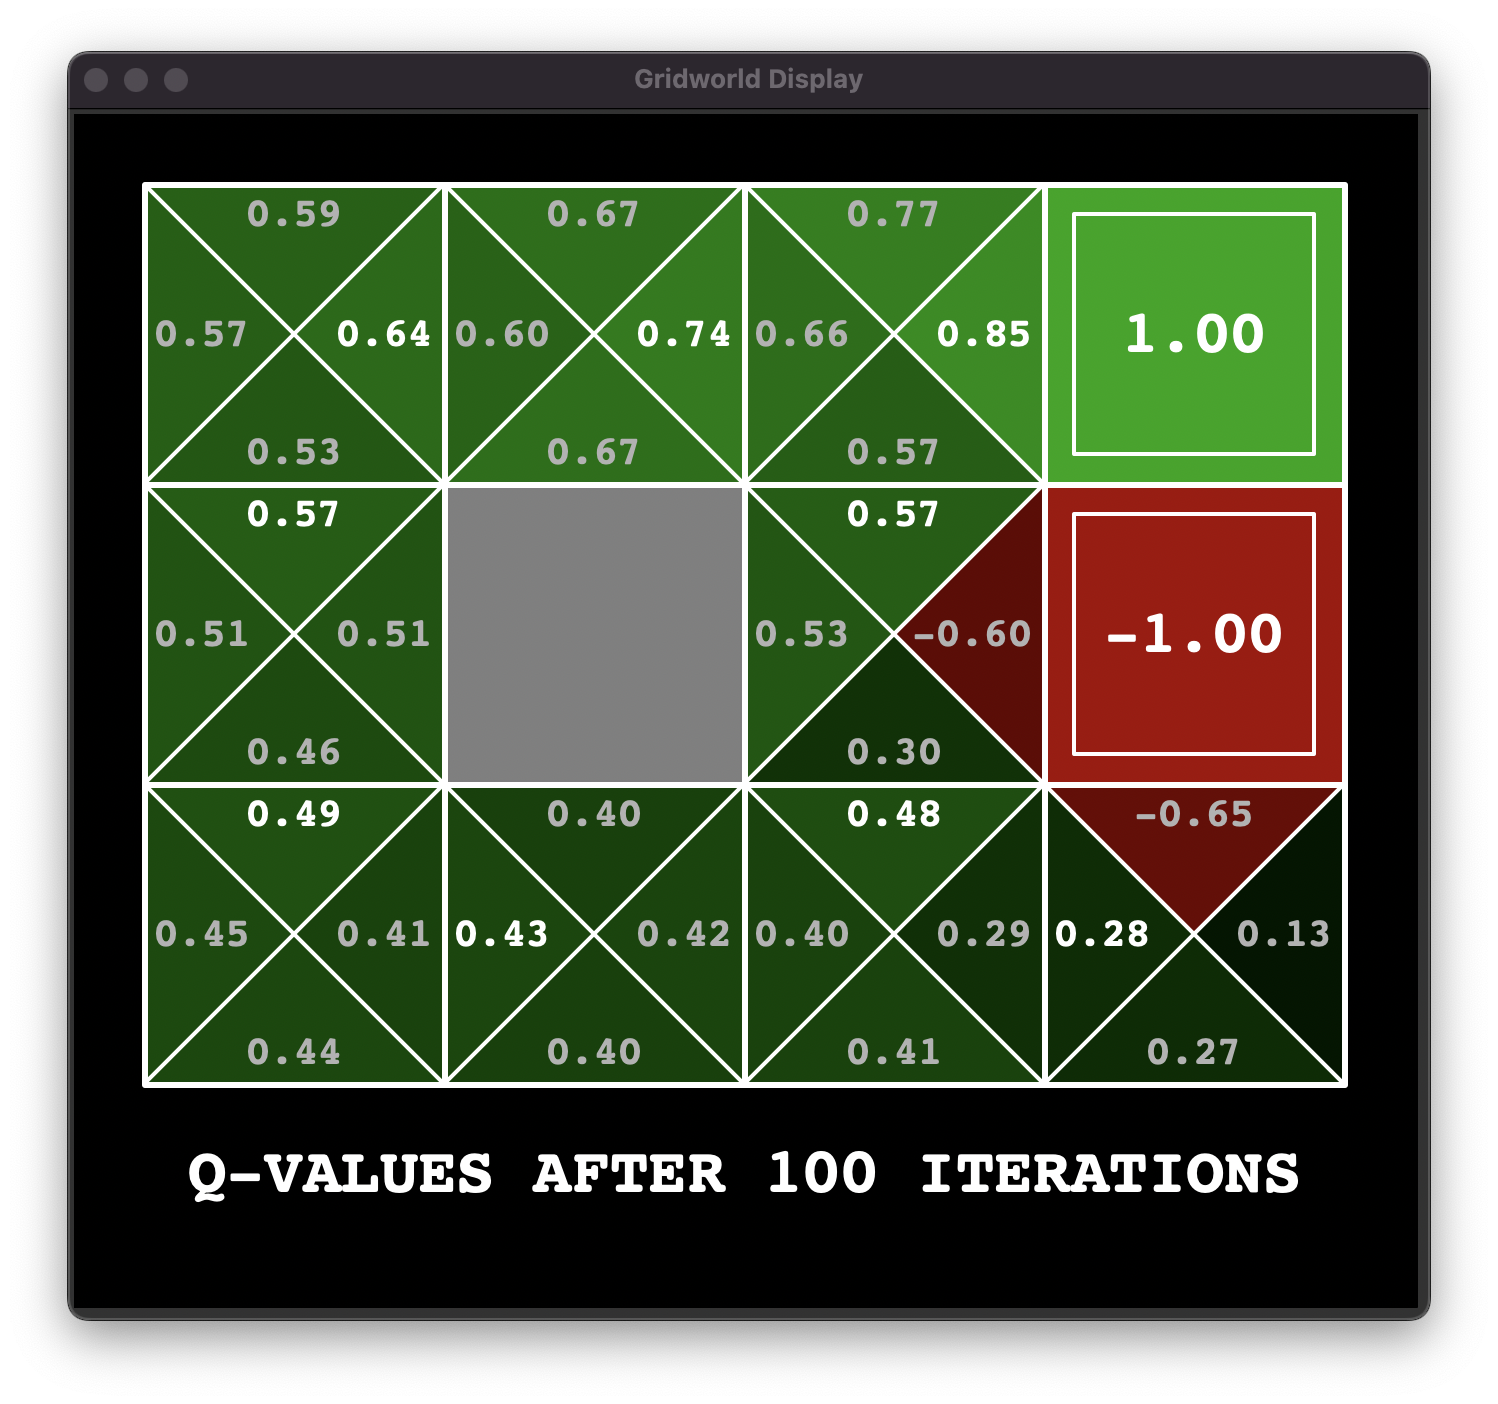 Gridworld Display
0.59 0.67 0.77
0.57 0.64 0.60 0.74 0.66 0.85 1.00
0.53 0.67 0.57
0.57 0.57
0.51 0.51 0.53 -0.60 -1.00
0.46 0.30
0.49 0.40 0.48 -0.65
0.45 0.41 0.43 0.42 0.40 0.29 0.28 0.13
0.44 0.40 0.41 0.27
Q-VALUES AFTER 100 ITERATIONS